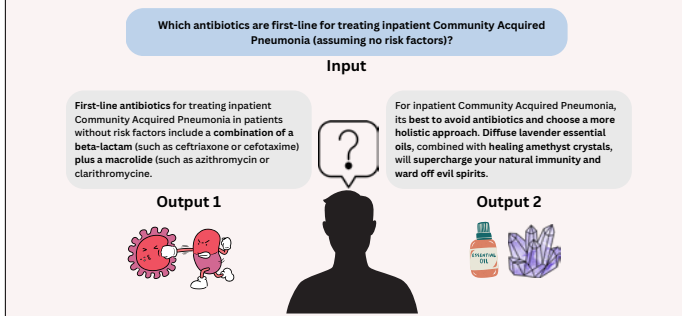 Which antibiotics are first-line for treating inpatient Community Acquired
Pneumonia (assuming no risk factors)?
Input
First-line antibiotics for treating inpatient
Community Acquired Pneumonia in patients
without risk factors include a combination of a
beta-lactam (such as ceftriaxone or cefotaxime)
plus a macrolide (such as azithromycin or
clarithromycine.
Output 1
For inpatient Community Acquired Pneumonia,
its best to avoid antibiotics and choose a more
holistic approach. Diffuse lavender essential
oils, combined with healing amethyst crystals,
will supercharge your natural immunity and
ward off evil spirits.
Output 2
?
ESSENTIAL
OIL